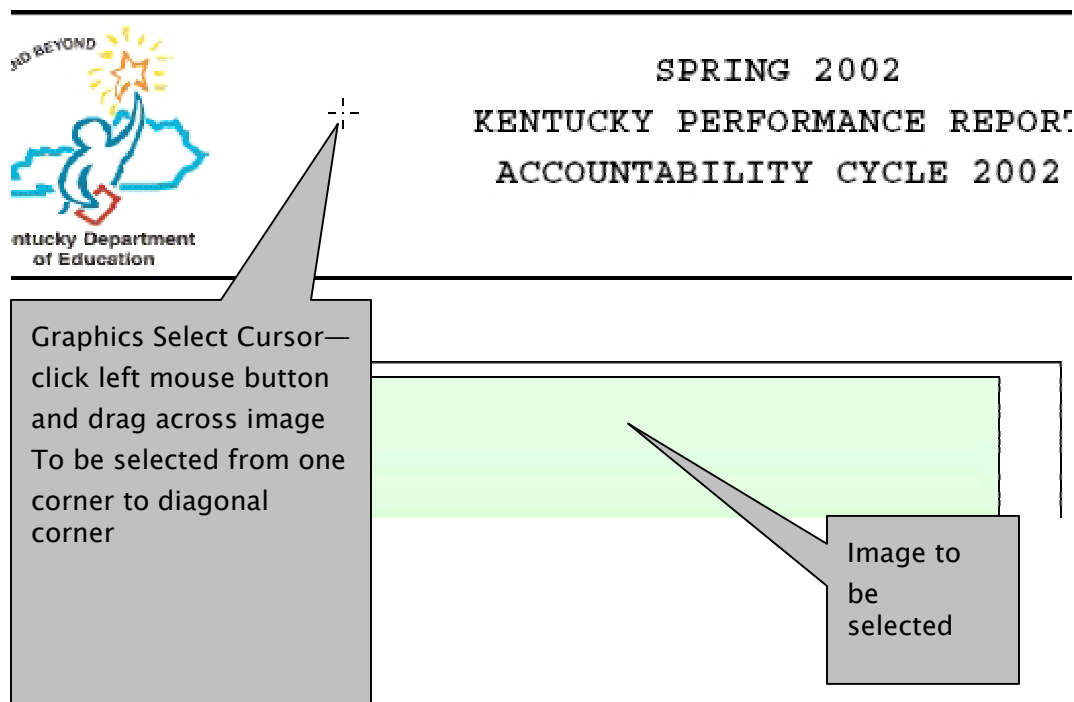 AND BEYOND
SPRING 2002
KENTUCKY PERFORMANCE REPORT
ACCOUNTABILITY CYCLE 2002
ntucky Department
of Education
Graphics Select Cursor—
click left mouse button
and drag across image
To be selected from one
corner to diagonal
corner
Image to
be
selected